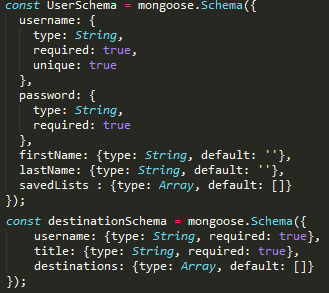 const UserSchema = mongoose.Schema({
  username: {
    type: String,
    required: true,
    unique: true
  },
  password: {
    type: String,
    required: true
  },
  firstName: {type: String, default: ''},
  lastName: {type: String, default: ''},
  savedLists : {type: Array, default: []}
});
const destinationSchema = mongoose.Schema({
    username: {type: String, required: true},
    title: {type: String, required: true},
    destinations: {type: Array, default: []}
});